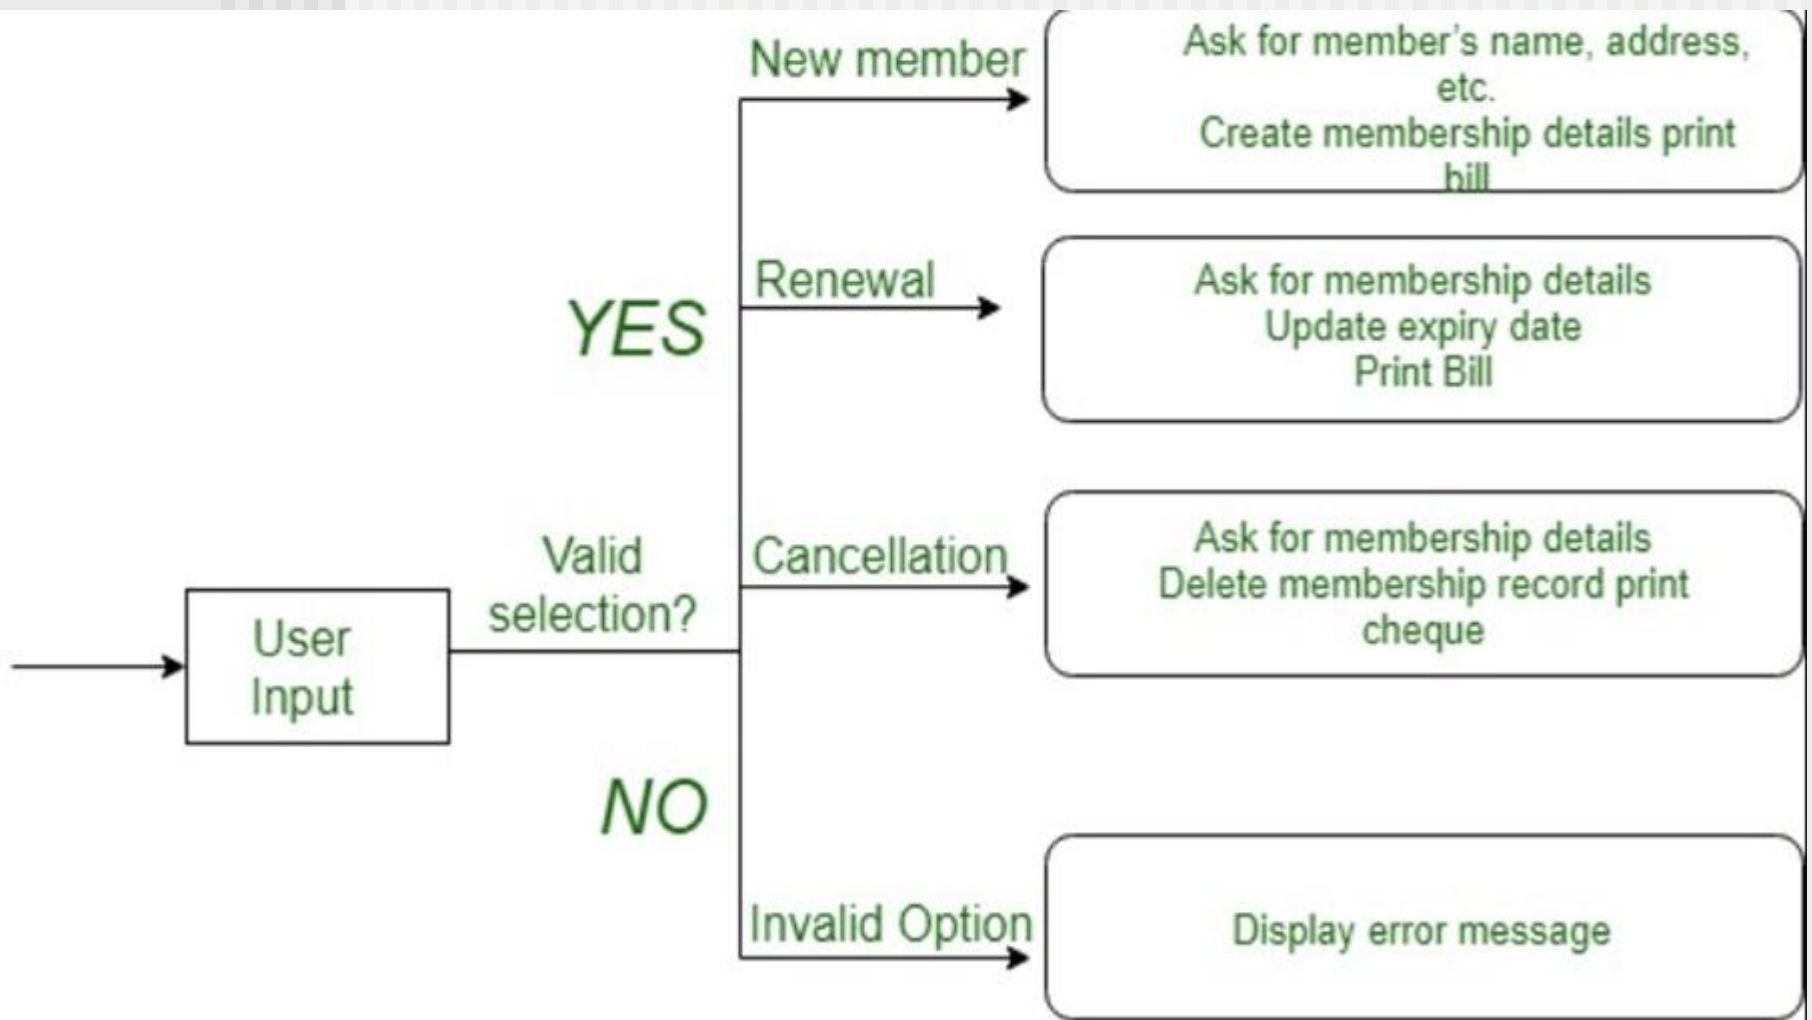 New member
Ask for member's name, address,
etc.
Create membership details print
bill
Renewal
Ask for membership details
Update expiry date
Print Bill
YES
Valid
selection?
Cancellation
Ask for membership details
Delete membership record print
cheque
User
Input
NO
Invalid Option
Display error message